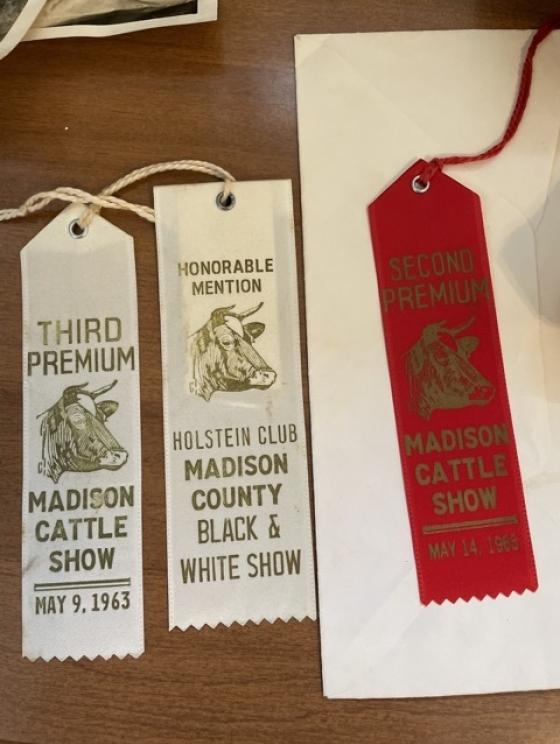 THIRD
PREMIUM
MADISON
CATTLE
SHOW
MAY 9, 1963
HONORABLE
MENTION
HOLSTEIN CLUB
MADISON
COUNTY
BLACK &
WHITE SHOW
SECOND
PREMIUM
MADISON
CATTLE
SHOW
MAY 14,